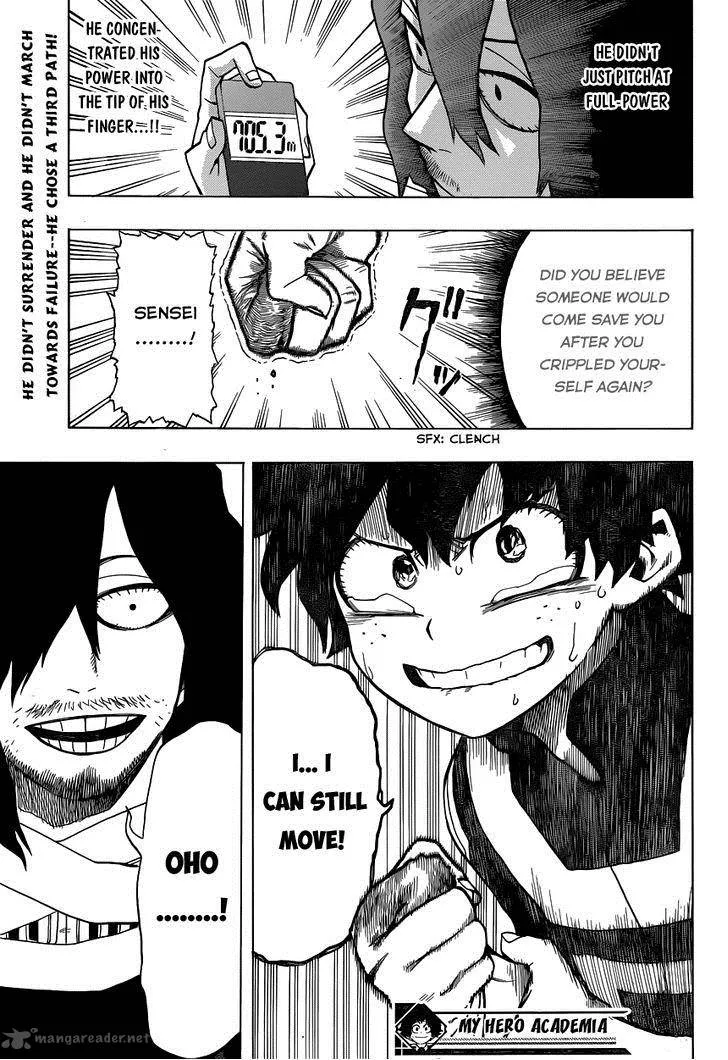 HE DIDN'T
JUST PITCH AT
FULL-POWER
HE CONCEN-
TRATED HIS
POWER INTO
THE TIP OF HIS
FINGER...!!
705.3m
HE DIDN'T SURRENDER AND HE DIDN'T MARCH
TOWARDS FAILURE--HE CHOSE A THIRD PATH!
DID YOU BELIEVE
SOMEONE WOULD
COME SAVE YOU
AFTER YOU
CRIPPLED YOUR-
SELF AGAIN?
グッ
SENSEI
.........!
SFX: CLENCH
I... I
CAN STILL
MOVE!
OHO
.........!
MY HERO ACADEMIA
mangareader.net